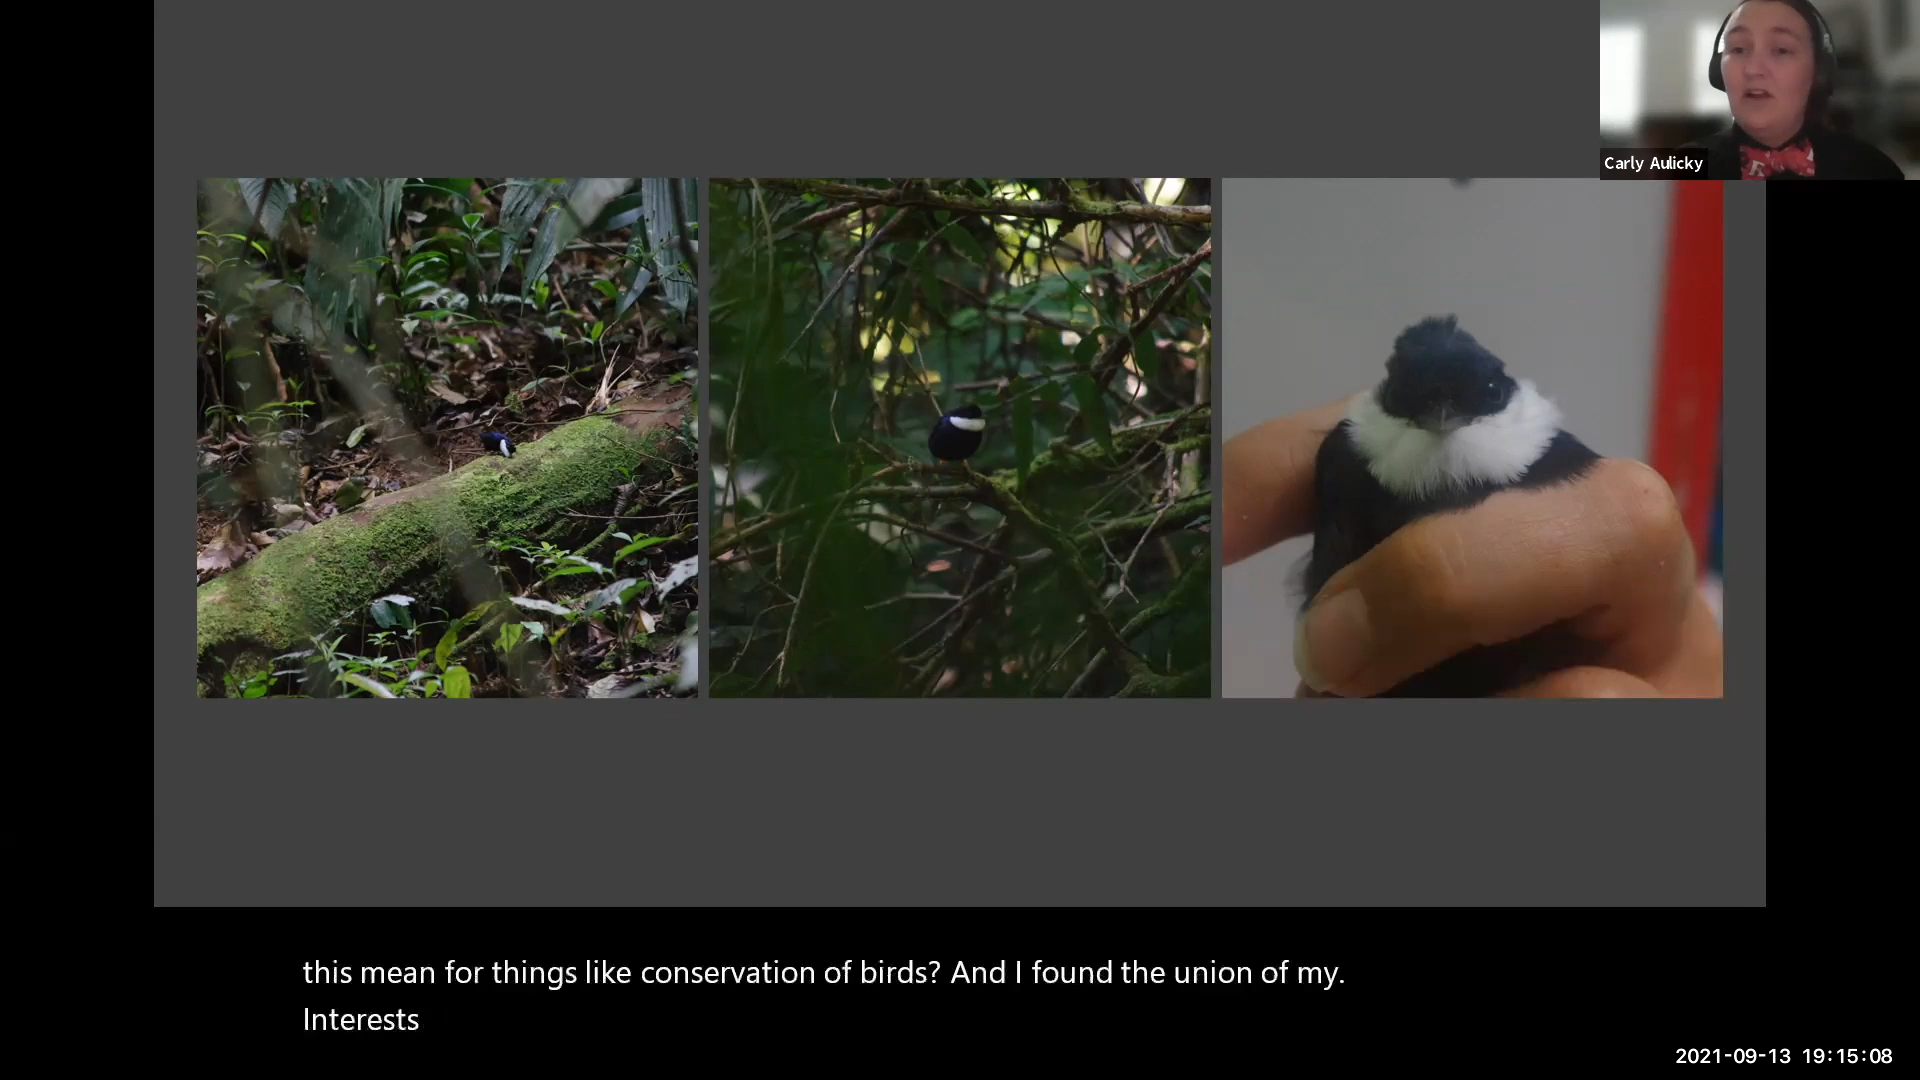 Carly Aulicky
this mean for things like conservation of birds? And I found the union of my.
Interests
2021-09-13 19:15:08